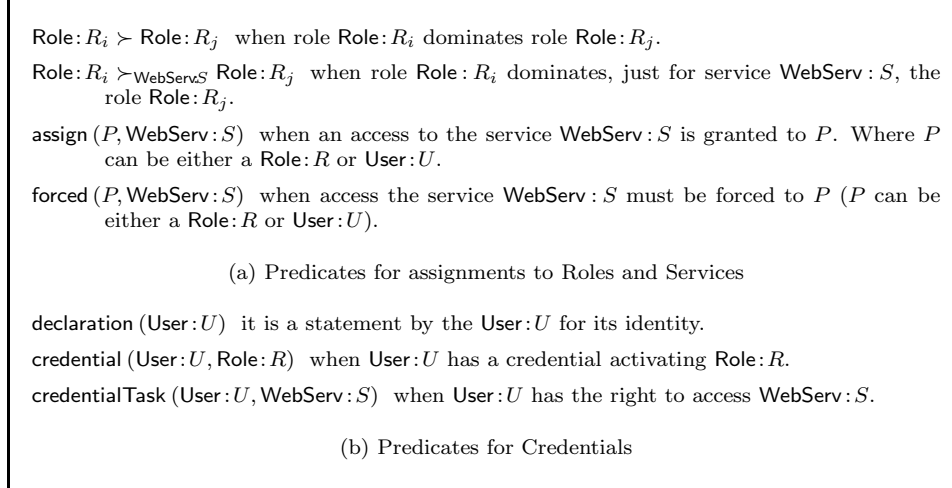 Role: R_i ≻ Role: R_j when role Role: R_i dominates role Role: R_j.
Role: R_i ≻_WebServ:S Role: R_j when role Role : R_i dominates, just for service WebServ : S, the
role Role: R_j.
assign (P, WebServ: S) when an access to the service WebServ: S is granted to P. Where P
can be either a Role: R or User: U.
forced (P, WebServ: S) when access the service WebServ : S must be forced to P (P can be
either a Role: R or User: U).
(a) Predicates for assignments to Roles and Services
declaration (User: U) it is a statement by the User: U for its identity.
credential (User: U, Role: R) when User: U has a credential activating Role: R.
credentialTask (User: U, WebServ: S) when User: U has the right to access WebServ: S.
(b) Predicates for Credentials